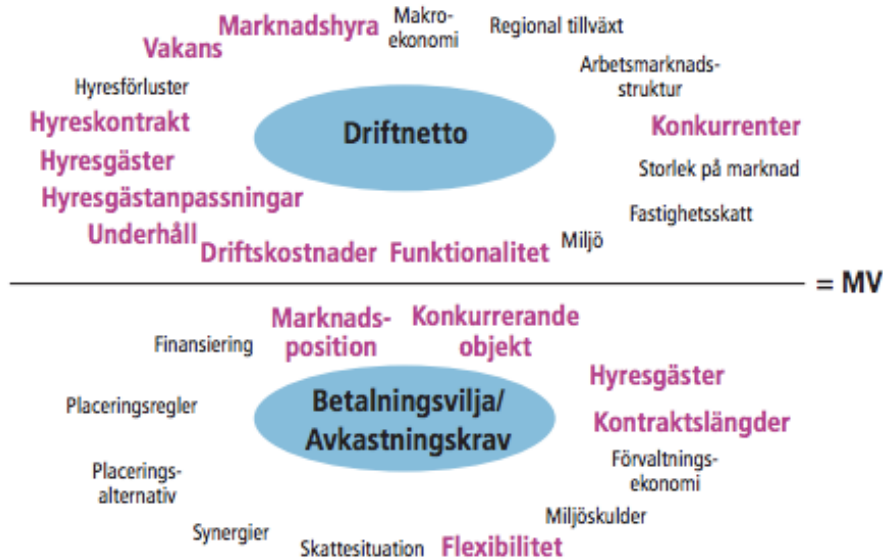 Makro-
ekonomi
Regional tillväxt
Marknadshyra
Vakans
Arbetsmarknads-
struktur
Hyresförluster
Hyreskontrakt
Driftnetto
Konkurrenter
Hyresgäster
Storlek på marknad
Hyresgästanpassningar
Fastighetsskatt
Underhåll
Driftskostnader
Funktionalitet
Miljö
= MV
Marknads-
position
Konkurrerande
objekt
Finansiering
Hyresgäster
Placeringsregler
Betalningsvilja/
Avkastningskrav
Kontraktslängder
Förvaltnings-
ekonomi
Placerings-
alternativ
Miljöskulder
Synergier
Skattesituation
Flexibilitet